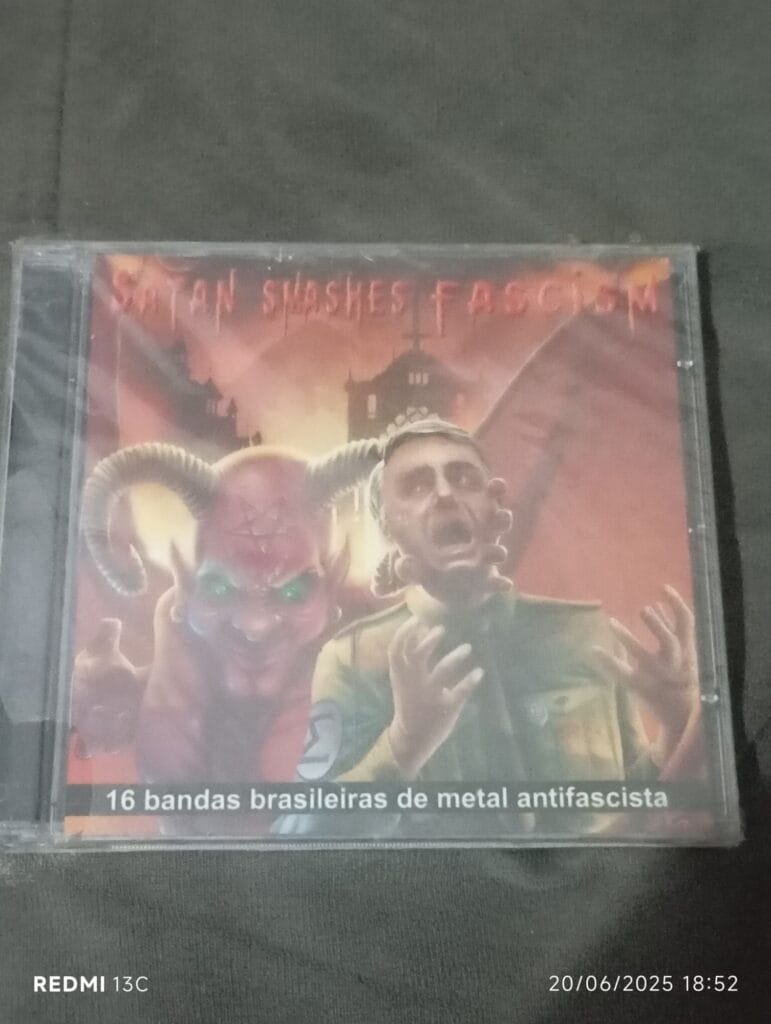 SATAN SMASHES FASCISM
16 bandas brasileiras de metal antifascista
REDMI 13C
20/06/2025 18:52